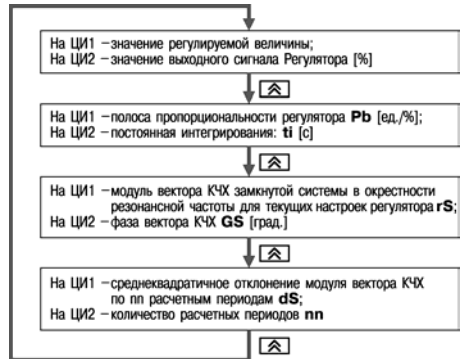 На ЦИ1 – значение регулируемой величины;
На ЦИ2 – значение выходного сигнала Регулятора [%]
На ЦИ1 – полоса пропорциональности регулятора Pb [ед./%];
На ЦИ2 – постоянная интегрирования: ti [с]
На ЦИ1 – модуль вектора КЧХ замкнутой системы в окрестности
резонансной частоты для текущих настроек регулятора rS;
На ЦИ2 – фаза вектора КЧХ GS [град.]
На ЦИ1 – среднеквадратичное отклонение модуля вектора КЧХ
по nn расчетным периодам dS;
На ЦИ2 – количество расчетных периодов nn